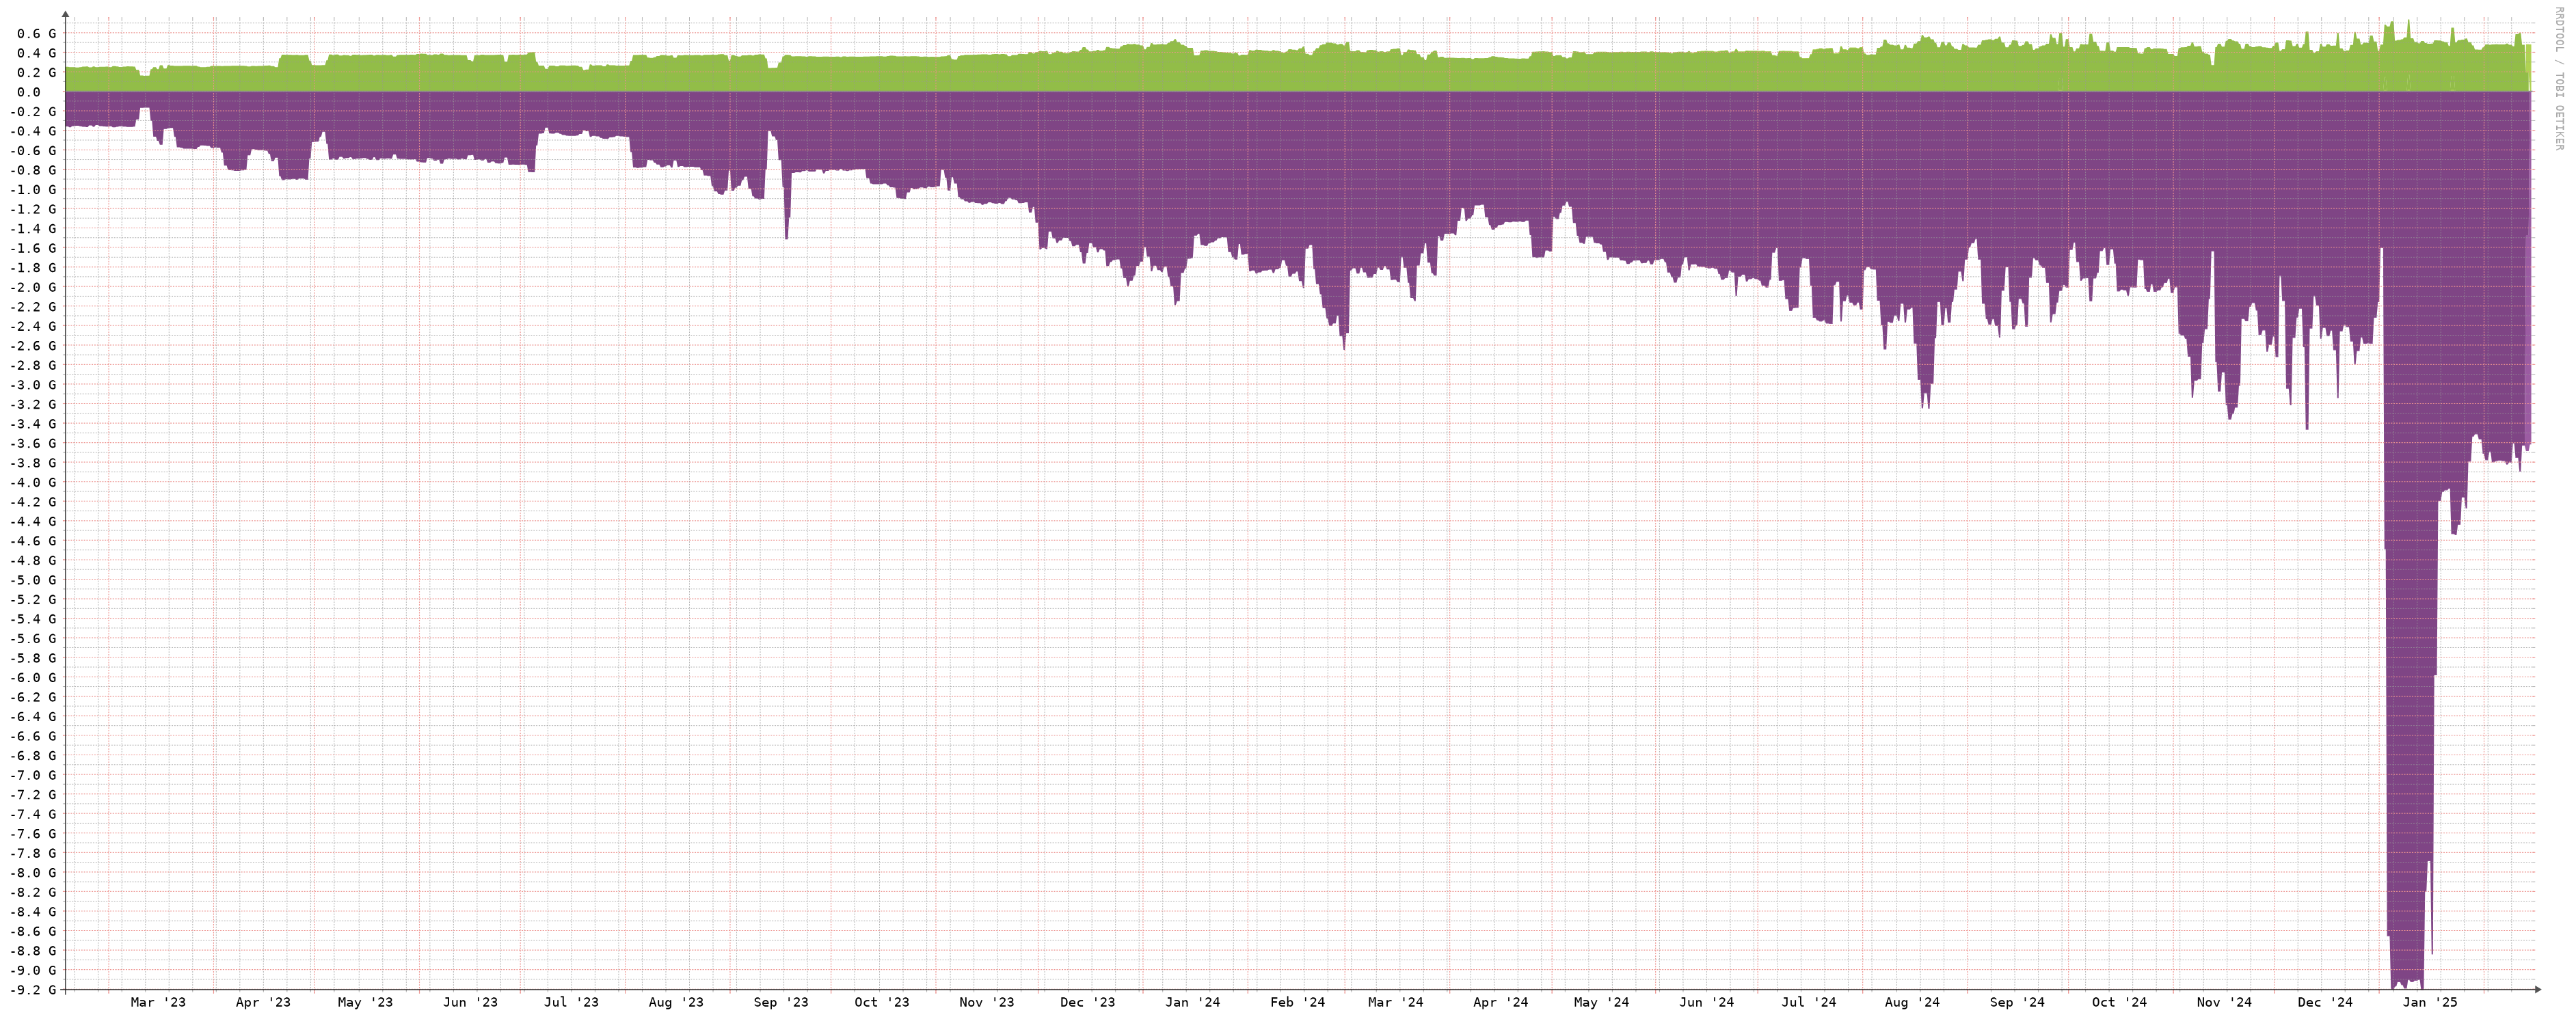 0.6 G
0.4 G
0.2 G
0.0
-0.2 G
-0.4 G
-0.6 G
-0.8 G
-1.0 G
-1.2 G
-1.4 G
-1.6 G
-1.8 G
-2.0 G
-2.2 G
-2.4 G
-2.6 G
-2.8 G
-3.0 G
-3.2 G
-3.4 G
-3.6 G
-3.8 G
-4.0 G
-4.2 G
-4.4 G
-4.6 G
-4.8 G
-5.0 G
-5.2 G
-5.4 G
-5.6 G
-5.8 G
-6.0 G
-6.2 G
-6.4 G
-6.6 G
-6.8 G
-7.0 G
-7.2 G
-7.4 G
-7.6 G
-7.8 G
-8.0 G
-8.2 G
-8.4 G
-8.6 G
-8.8 G
-9.0 G
-9.2 G
Mar '23 Apr '23 May '23 Jun '23 Jul '23 Aug '23 Sep '23 Oct '23 Nov '23 Dec '23 Jan '24 Feb '24 Mar '24 Apr '24 May '24 Jun '24 Jul '24 Aug '24 Sep '24 Oct '24 Nov '24 Dec '24 Jan '25
RRDTOOL / TOBI OETIKER